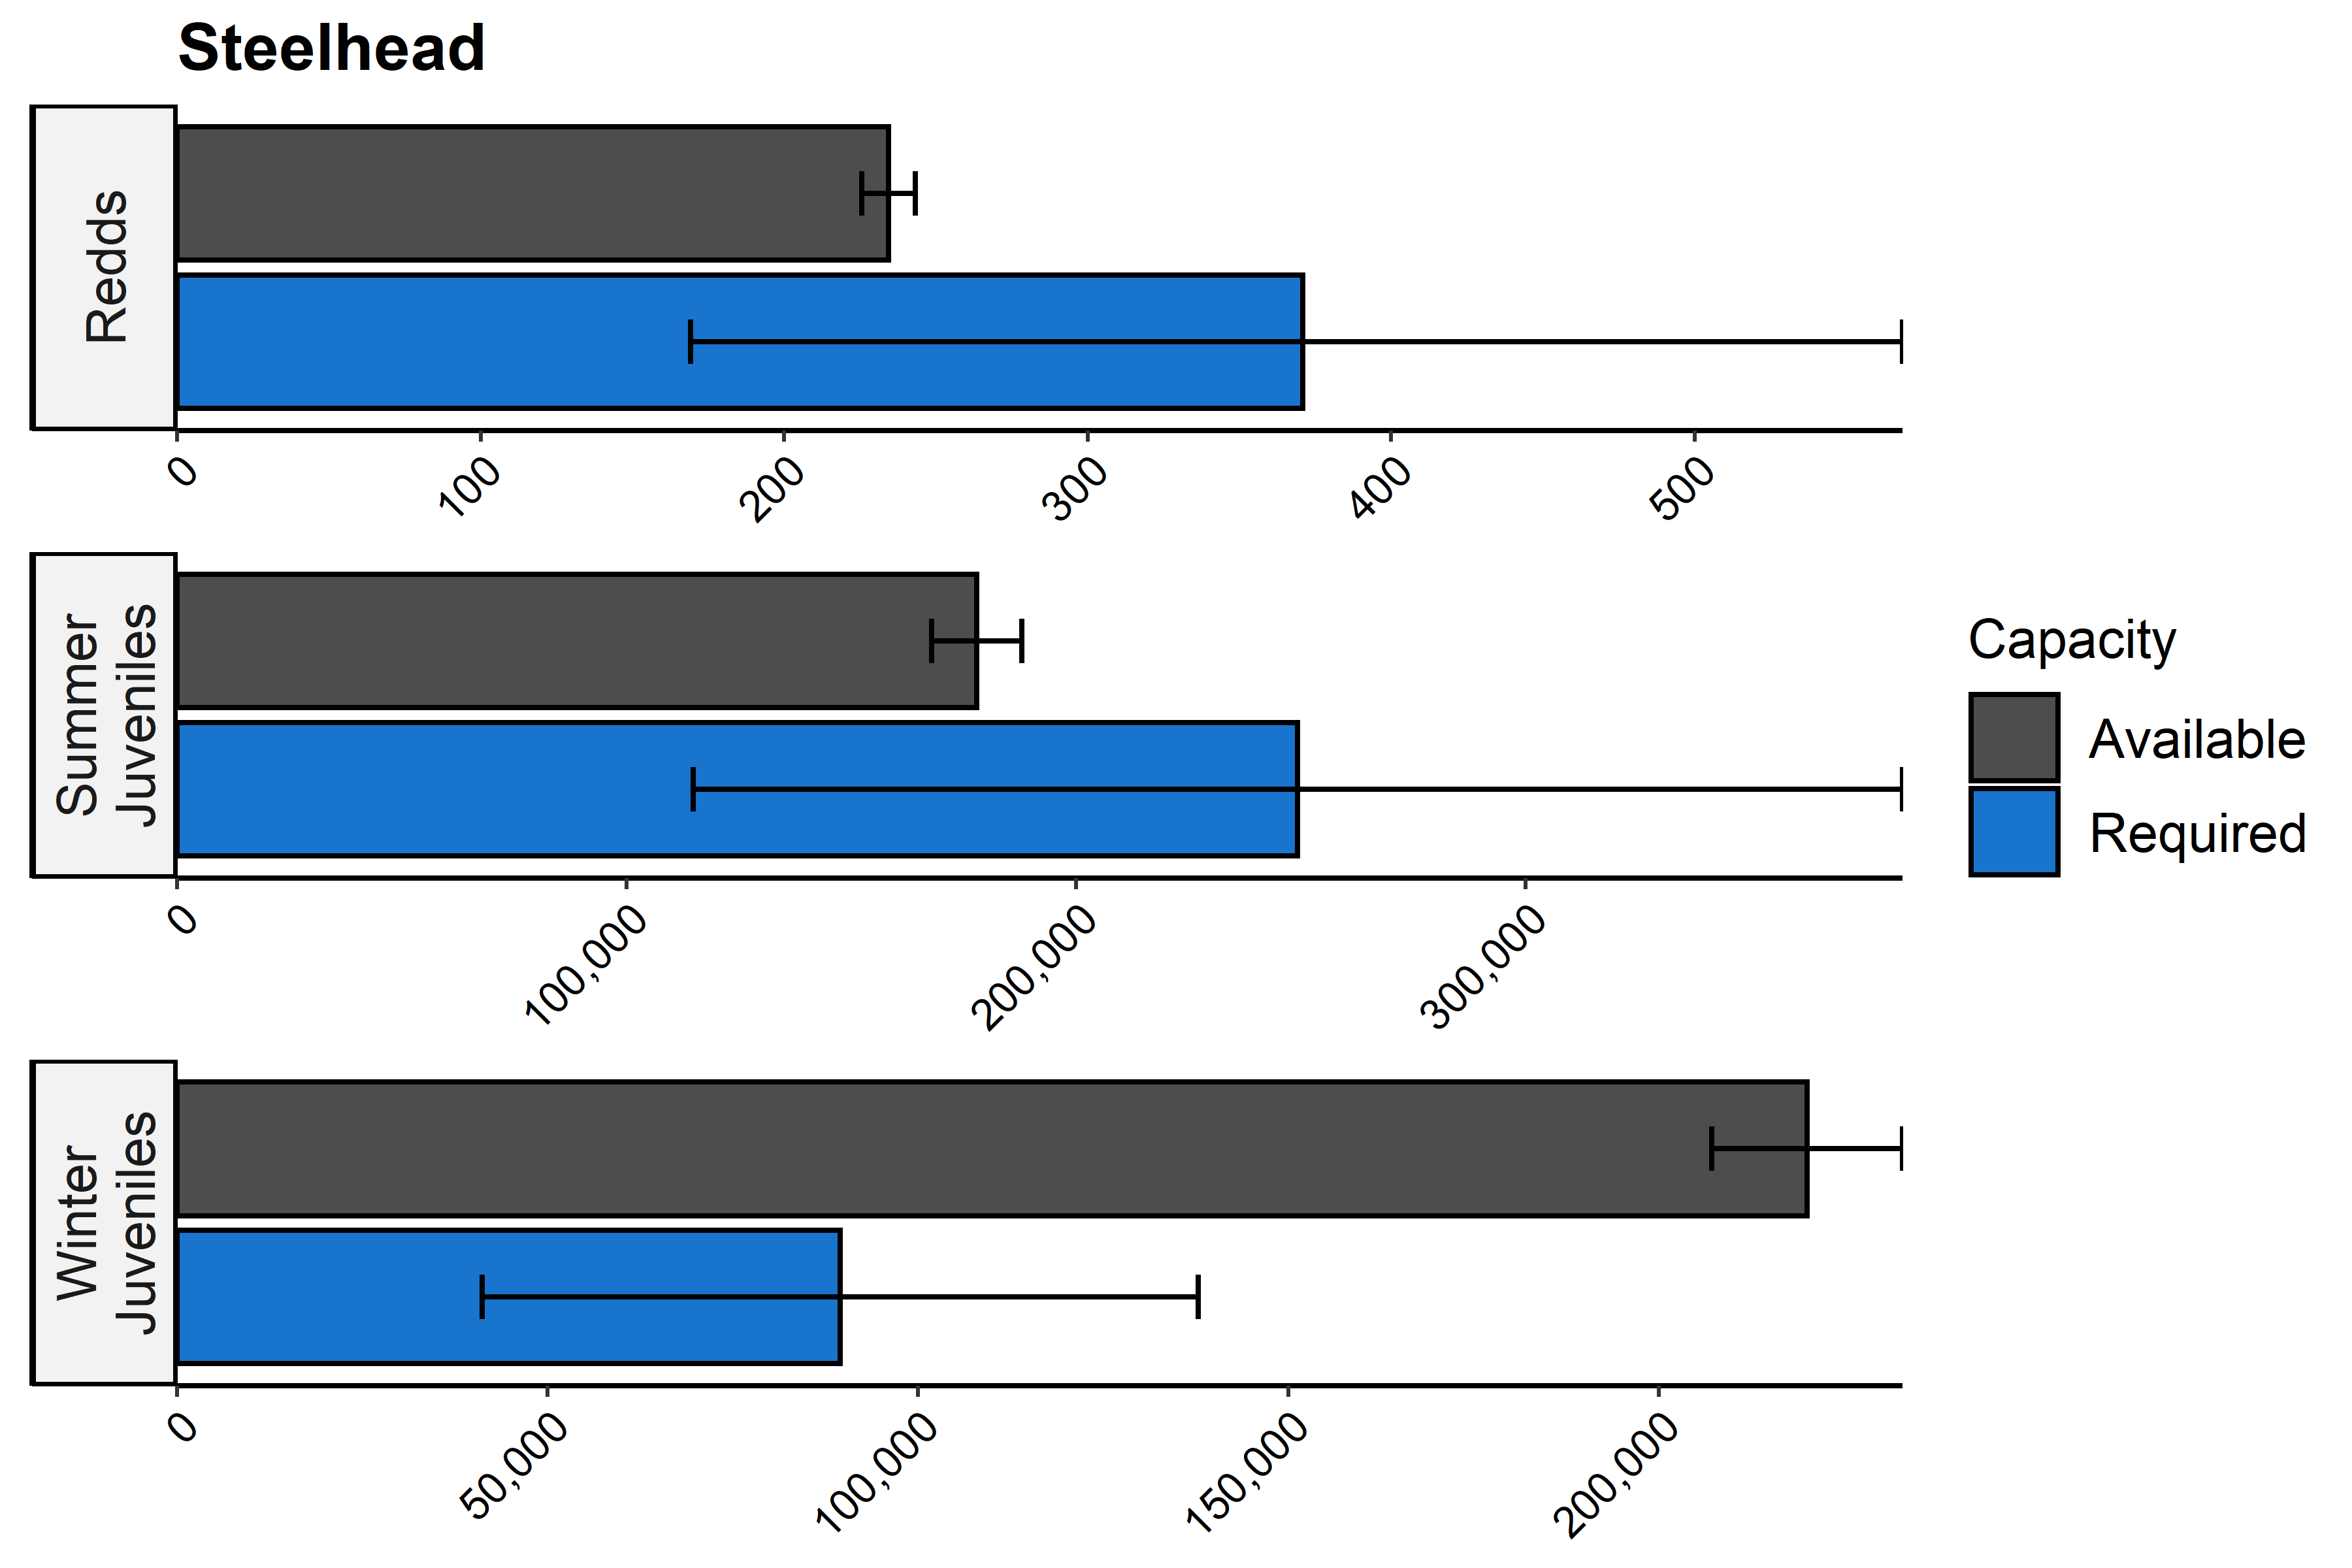 Steelhead
Redds
0
100
200
300
400
500
Summer
Juveniles
0
100,000
200,000
300,000
Winter
Juveniles
0
50,000
100,000
150,000
200,000
Capacity
Available
Required